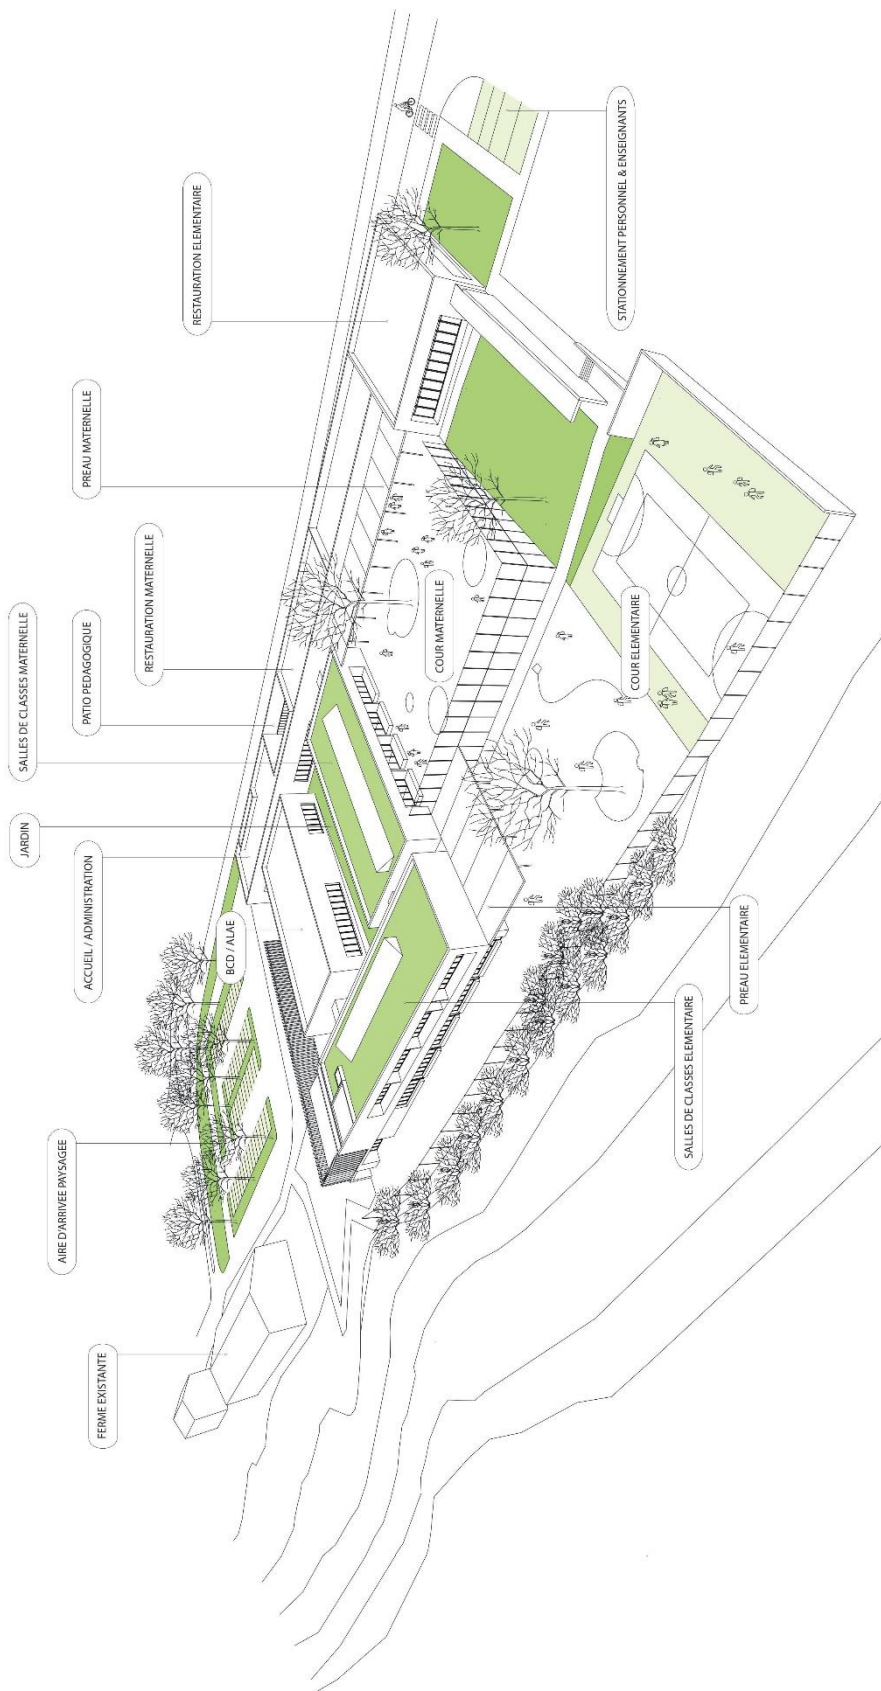 FERME EXISTANTE
AIRE D'ARRIVEE PAYSAGEE
ACCUEIL / ADMINISTRATION
JARDIN
SALLES DE CLASSES MATERNELLE
PATIO PEDAGOGIQUE
RESTAURATION MATERNELLE
PREAU MATERNELLE
RESTAURATION ELEMENTAIRE
BCD / ALAE
COUR MATERNELLE
COUR ELEMENTAIRE
STATIONNEMENT PERSONNEL & ENSEIGNANTS
SALLES DE CLASSES ELEMENTAIRE
PREAU ELEMENTAIRE